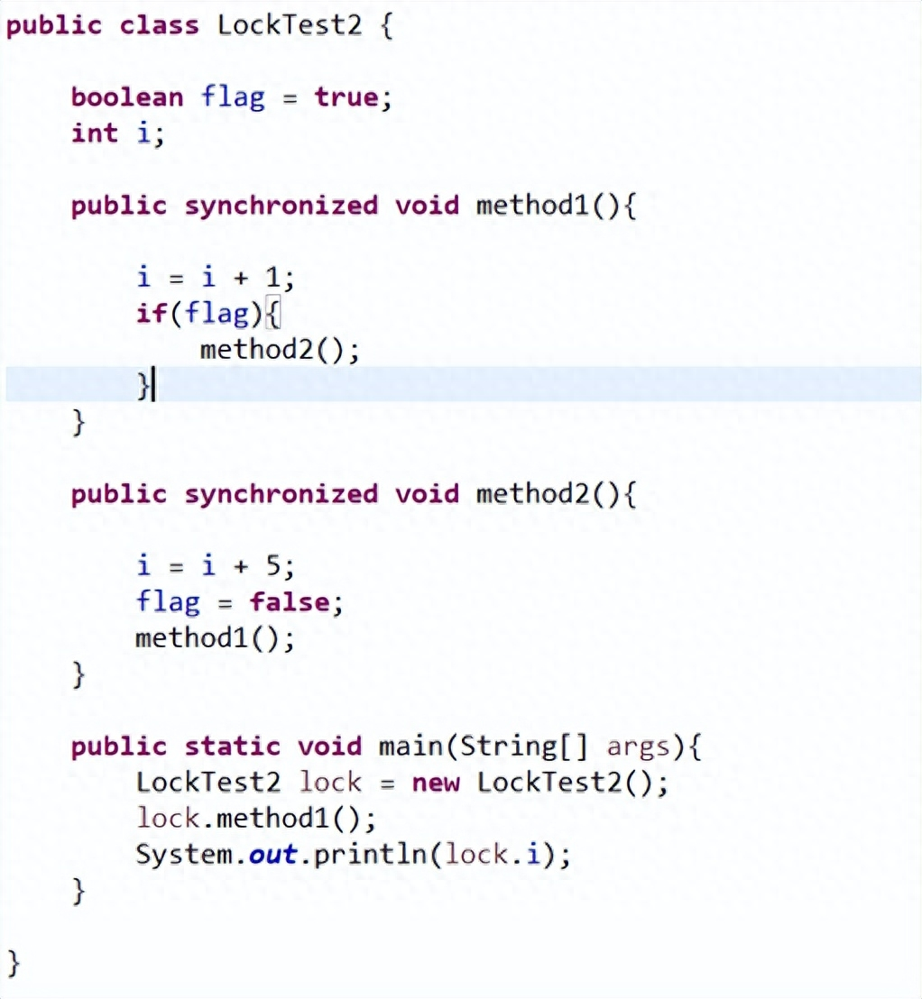 public class LockTest2 {
    boolean flag = true;
    int i;
    public synchronized void method1(){
        i = i + 1;
        if(flag){
            method2();
        }
    }
    public synchronized void method2(){
        i = i + 5;
        flag = false;
        method1();
    }
    public static void main(String[] args){
        LockTest2 lock = new LockTest2();
        lock.method1();
        System.out.println(lock.i);
    }
}